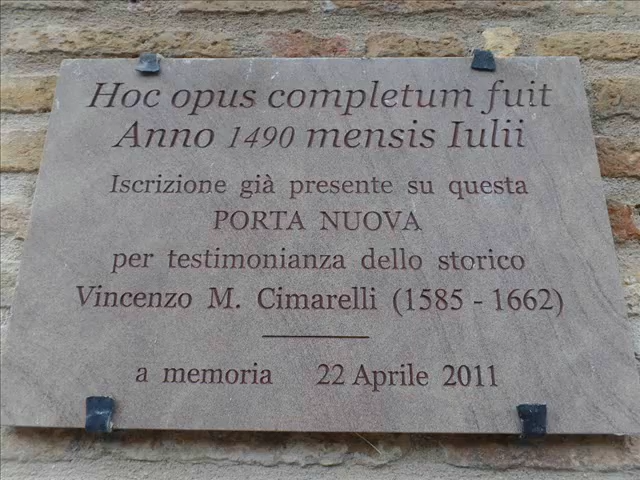 Hoc opus completum fuit
Anno 1490 mensis Iulii
Iscrizione già presente su questa
PORTA NUOVA
per testimonianza dello storico
Vincenzo M. Cimarelli (1585 - 1662)
a memoria 22 Aprile 2011